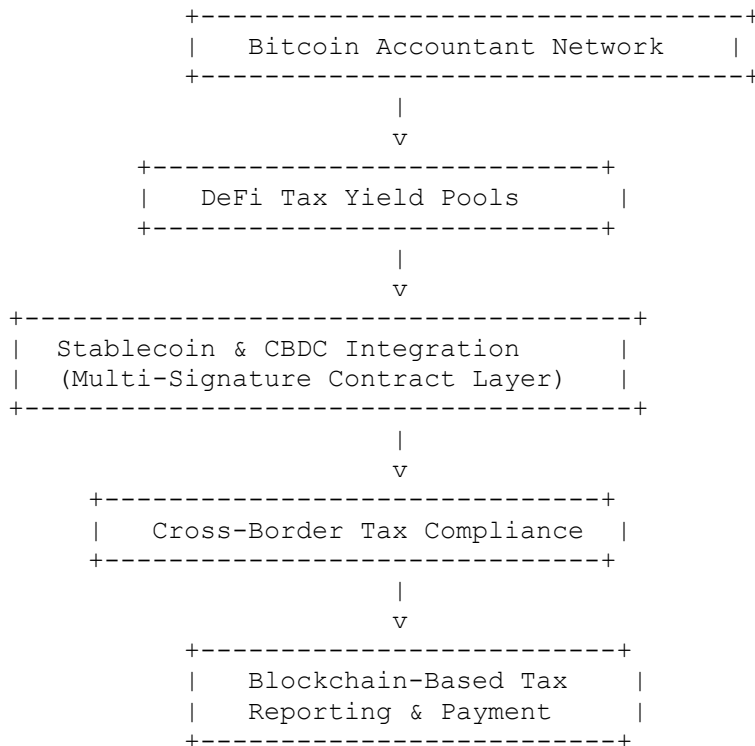 Bitcoin Accountant Network
DeFi Tax Yield Pools
Stablecoin & CBDC Integration
(Multi-Signature Contract Layer)
Cross-Border Tax Compliance
Blockchain-Based Tax
Reporting & Payment